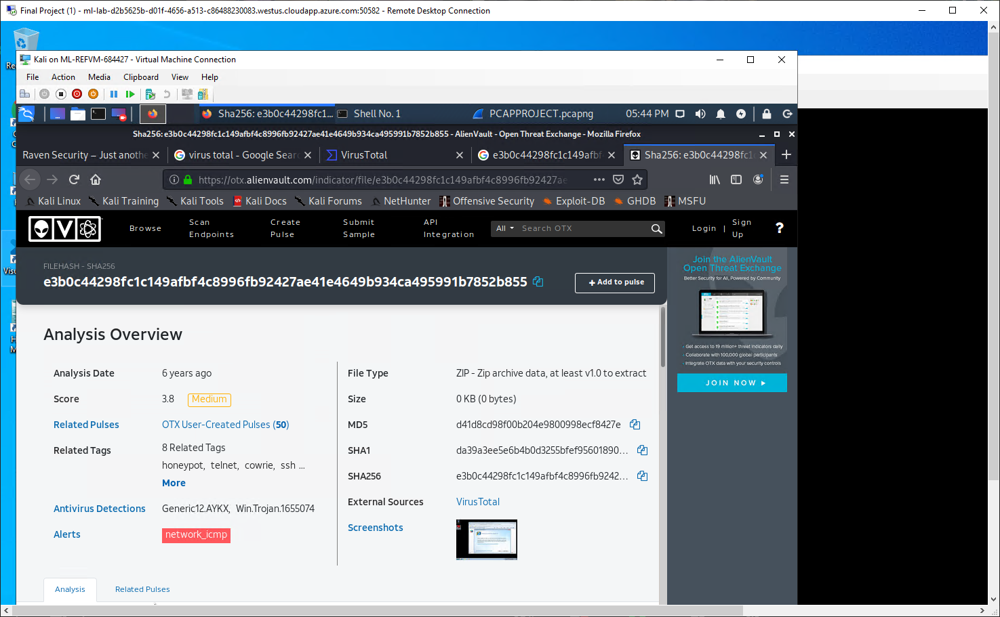 Final Project (1) - ml-lab-d2b5625b-d01f-4656-a513-c86488230083.westus.cloudapp.azure.com:50582 - Remote Desktop Connection
Kali on ML-REFVM-684427 - Virtual Machine Connection
File Action Media Clipboard View Help
Sha256: e3b0c44298fc1... Shell No. 1 PCAPPROJECT.pcapng 05:44 PM
Sha256: e3b0c44298fc1c149afbf4c8996fb92427ae41e4649b934ca495991b7852b855 - AlienVault - Open Threat Exchange - Mozilla Firefox
Raven Security – Just anothe virus total - Google Sear VirusTotal e3b0c44298fc1c149afbf Sha256: e3b0c44298fc1c
https://otx.alienvault.com/indicator/file/e3b0c44298fc1c149afbf4c8996fb92427ae
Kali Linux Kali Training Kali Tools Kali Docs Kali Forums NetHunter Offensive Security Exploit-DB GHDB MSFU
Browse Scan Endpoints Create Pulse Submit Sample API Integration All Search OTX Login | Sign Up ?
FILEHASH - SHA256
e3b0c44298fc1c149afbf4c8996fb92427ae41e4649b934ca495991b7852b855
+ Add to pulse
Join the AlienVault
Open Threat Exchange
Better Security for All, Powered by Community
Get access to 19 million+ threat indicators daily
Collaborate with 100,000 global participants
Integrate OTX data with your security controls
JOIN NOW
Analysis Overview
Analysis Date 6 years ago
Score 3.8 Medium
Related Pulses OTX User-Created Pulses (50)
Related Tags 8 Related Tags
honeypot, telnet, cowrie, ssh ...
More
Antivirus Detections Generic12.AYKX, Win.Trojan.1655074
Alerts network_icmp
File Type ZIP - Zip archive data, at least v1.0 to extract
Size 0 KB (0 bytes)
MD5 d41d8cd98f00b204e9800998ecf8427e
SHA1 da39a3ee5e6b4b0d3255bfef95601890...
SHA256 e3b0c44298fc1c149afbf4c8996fb9242...
External Sources VirusTotal
Screenshots
Analysis Related Pulses